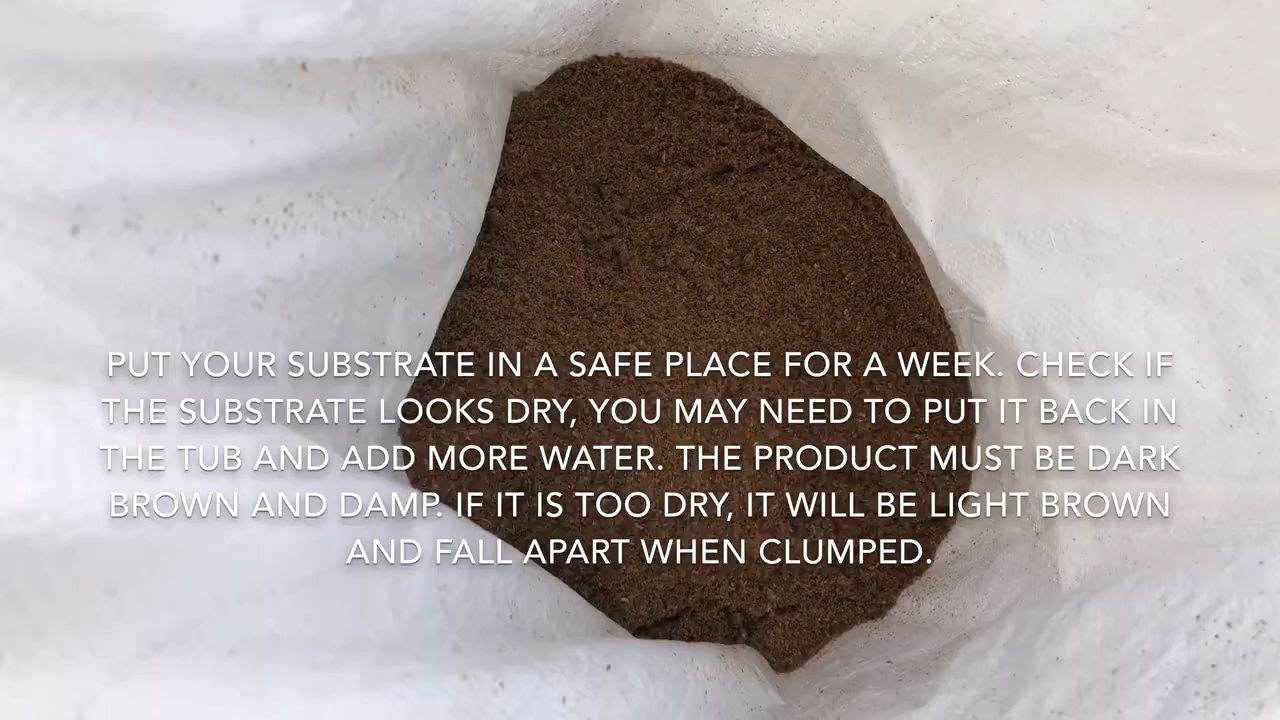 PUT YOUR SUBSTRATE IN A SAFE PLACE FOR A WEEK. CHECK IF
THE SUBSTRATE LOOKS DRY, YOU MAY NEED TO PUT IT BACK IN
THE TUB AND ADD MORE WATER. THE PRODUCT MUST BE DARK
BROWN AND DAMP. IF IT IS TOO DRY, IT WILL BE LIGHT BROWN
AND FALL APART WHEN CLUMPED.